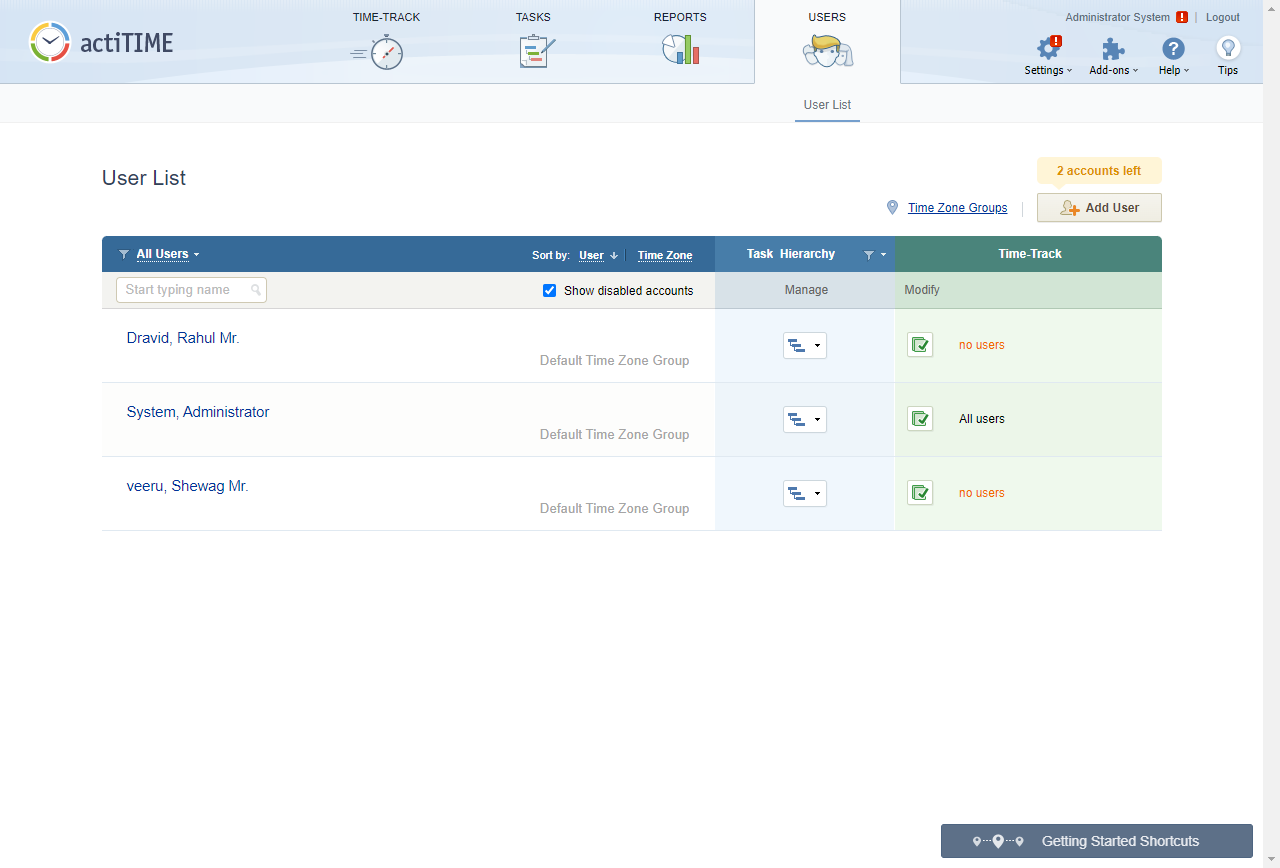 actiTIME
TIME-TRACK
TASKS
REPORTS
USERS
Administrator System ! | Logout
!
?
Settings
Add-ons
Help
Tips
User List
User List
2 accounts left
Time Zone Groups
Add User
All Users
Sort by: User Time Zone
Task Hierarchy
Time-Track
Start typing name
Show disabled accounts
Manage
Modify
Dravid, Rahul Mr.
Default Time Zone Group
no users
System, Administrator
Default Time Zone Group
All users
veeru, Shewag Mr.
Default Time Zone Group
no users
Getting Started Shortcuts